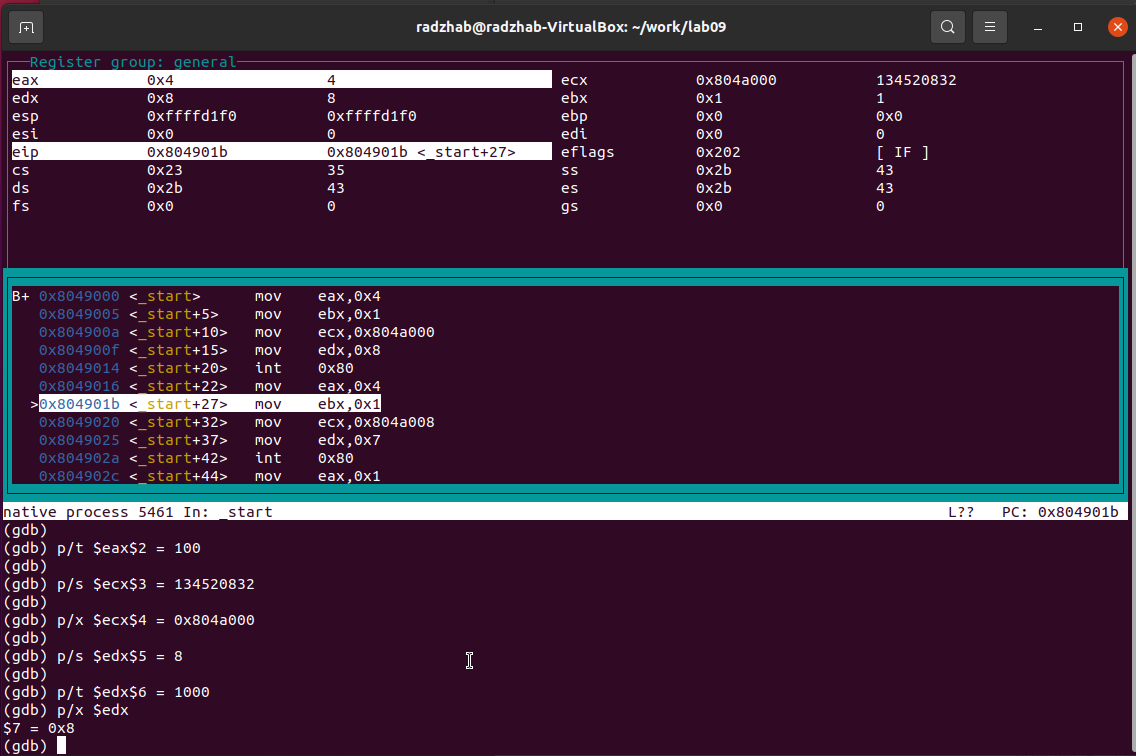 radzhab@radzhab-VirtualBox: ~/work/lab09
Register group: general
eax 0x4 4 ecx 0x804a000 134520832
edx 0x8 8 ebx 0x1 1
esp 0xffffd1f0 0xffffd1f0 ebp 0x0 0x0
esi 0x0 0 edi 0x0 0
eip 0x804901b 0x804901b <_start+27> eflags 0x202 [ IF ]
cs 0x23 35 ss 0x2b 43
ds 0x2b 43 es 0x2b 43
fs 0x0 0 gs 0x0 0
B+ 0x8049000 <_start> mov eax,0x4
0x8049005 <_start+5> mov ebx,0x1
0x804900a <_start+10> mov ecx,0x804a000
0x804900f <_start+15> mov edx,0x8
0x8049014 <_start+20> int 0x80
0x8049016 <_start+22> mov eax,0x4
>0x804901b <_start+27> mov ebx,0x1
0x8049020 <_start+32> mov ecx,0x804a008
0x8049025 <_start+37> mov edx,0x7
0x804902a <_start+42> int 0x80
0x804902c <_start+44> mov eax,0x1
native process 5461 In: _start L?? PC: 0x804901b
(gdb)
(gdb) p/t $eax$2 = 100
(gdb)
(gdb) p/s $ecx$3 = 134520832
(gdb)
(gdb) p/x $ecx$4 = 0x804a000
(gdb)
(gdb) p/s $edx$5 = 8
(gdb)
(gdb) p/t $edx$6 = 1000
(gdb) p/x $edx
$7 = 0x8
(gdb)